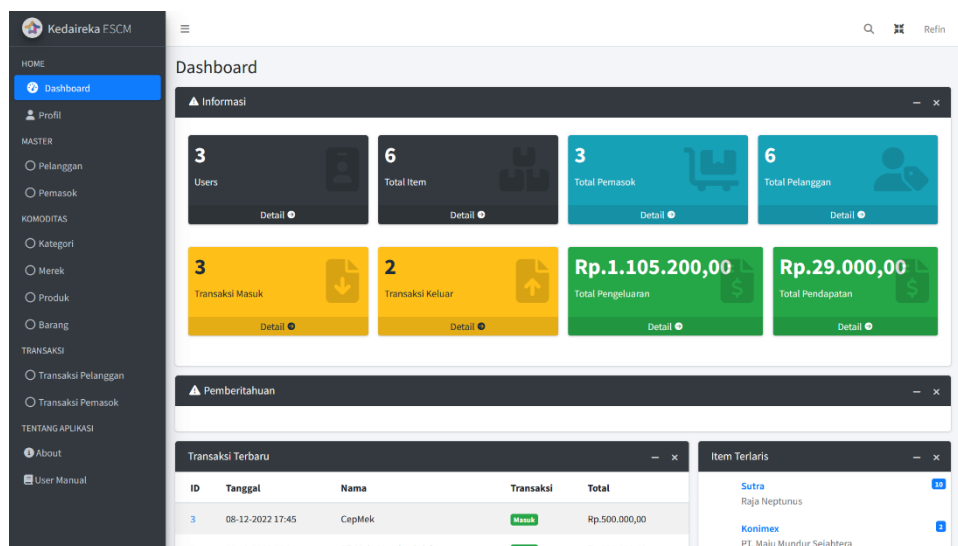 Kedaireka ESCM
Refin
HOME
Dashboard
Profil
MASTER
Pelanggan
Pemasok
KOMODITAS
Kategori
Merek
Produk
Barang
TRANSAKSI
Transaksi Pelanggan
Transaksi Pemasok
TENTANG APLIKASI
About
User Manual
Dashboard
Informasi
3
Users
Detail
6
Total Item
Detail
3
Total Pemasok
Detail
6
Total Pelanggan
Detail
3
Transaksi Masuk
Detail
2
Transaksi Keluar
Detail
Rp.1.105.200,00
Total Pengeluaran
Detail
Rp.29.000,00
Total Pendapatan
Detail
Pemberitahuan
Transaksi Terbaru
ID Tanggal Nama Transaksi Total
3 08-12-2022 17:45 CepMek Masuk Rp.500.000,00
Item Terlaris
Sutra 10
Raja Neptunus
Konimex 2
PT. Maju Mundur Sejahtera